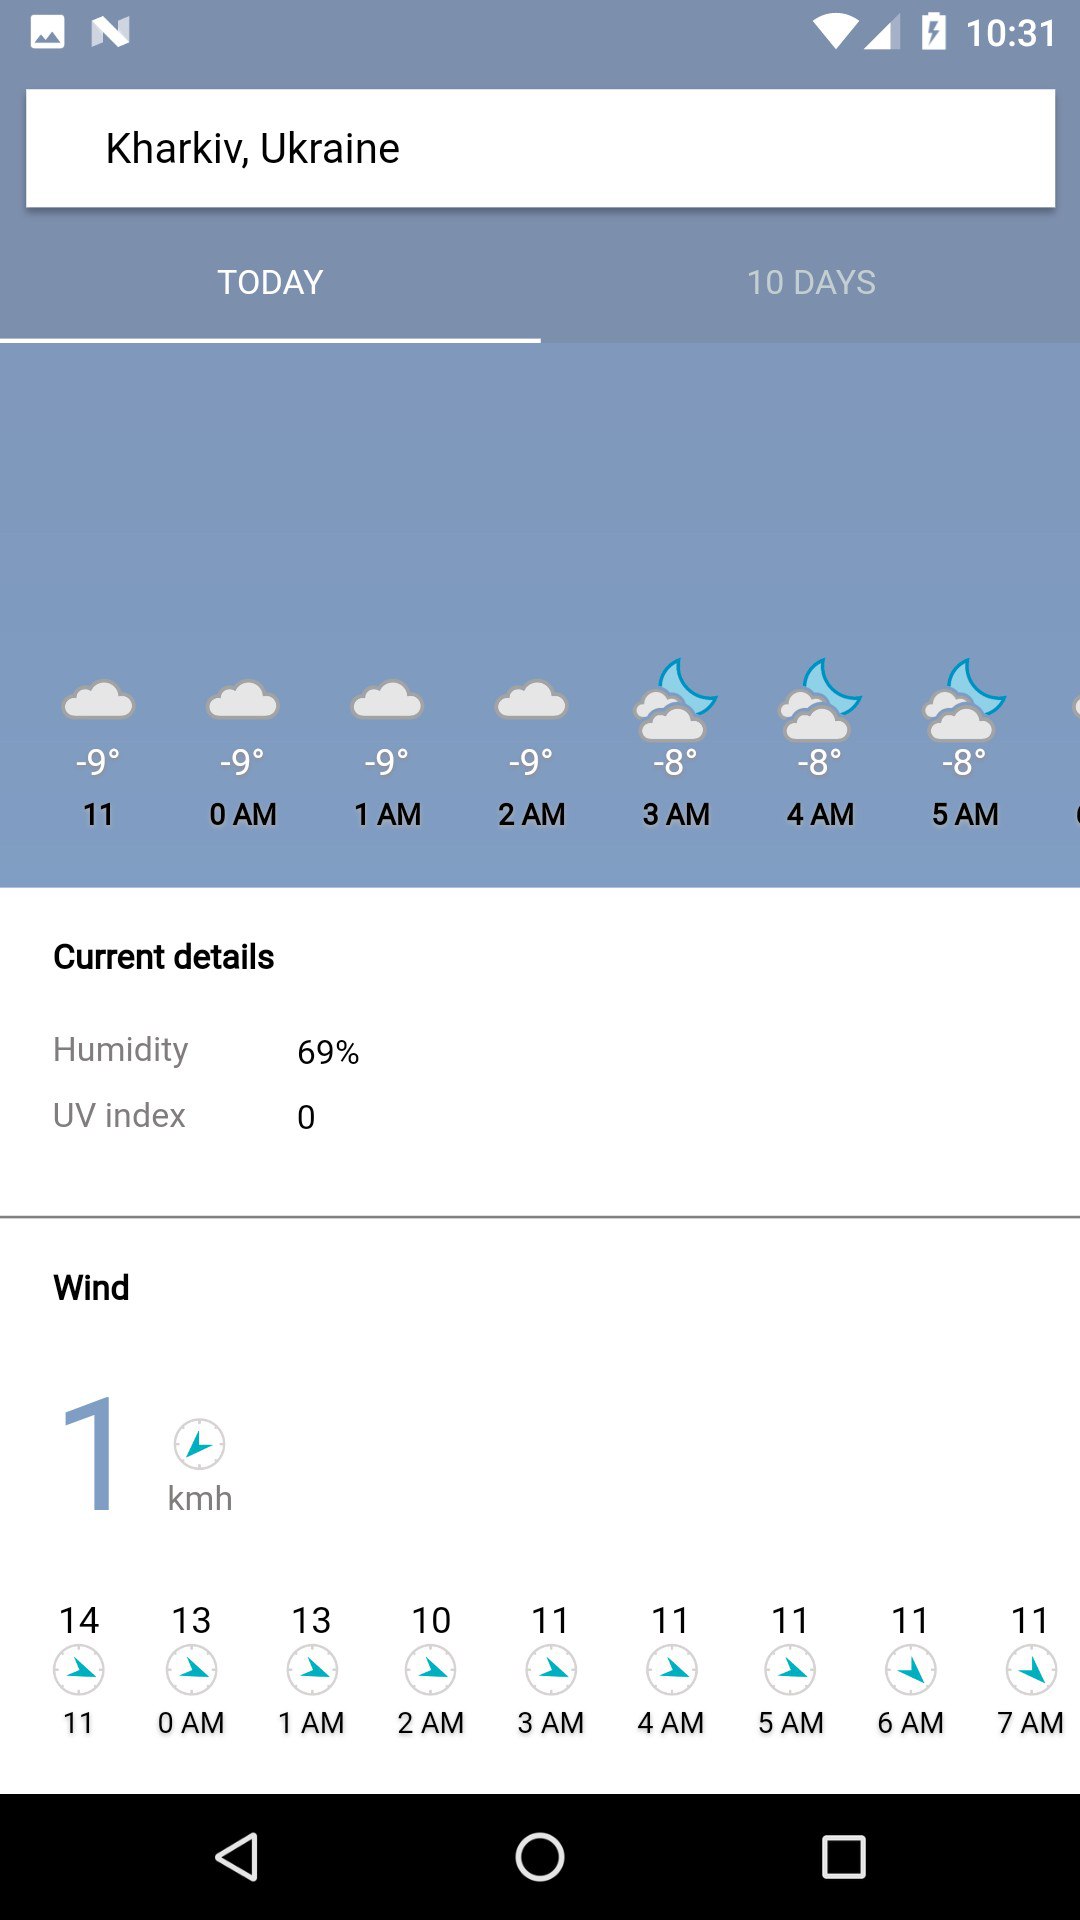 10:31
Kharkiv, Ukraine
TODAY 10 DAYS
-9° -9° -9° -9° -8° -8° -8°
11 0 AM 1 AM 2 AM 3 AM 4 AM 5 AM
Current details
Humidity 69%
UV index 0
Wind
1 kmh
14 13 13 10 11 11 11 11 11
11 0 AM 1 AM 2 AM 3 AM 4 AM 5 AM 6 AM 7 AM